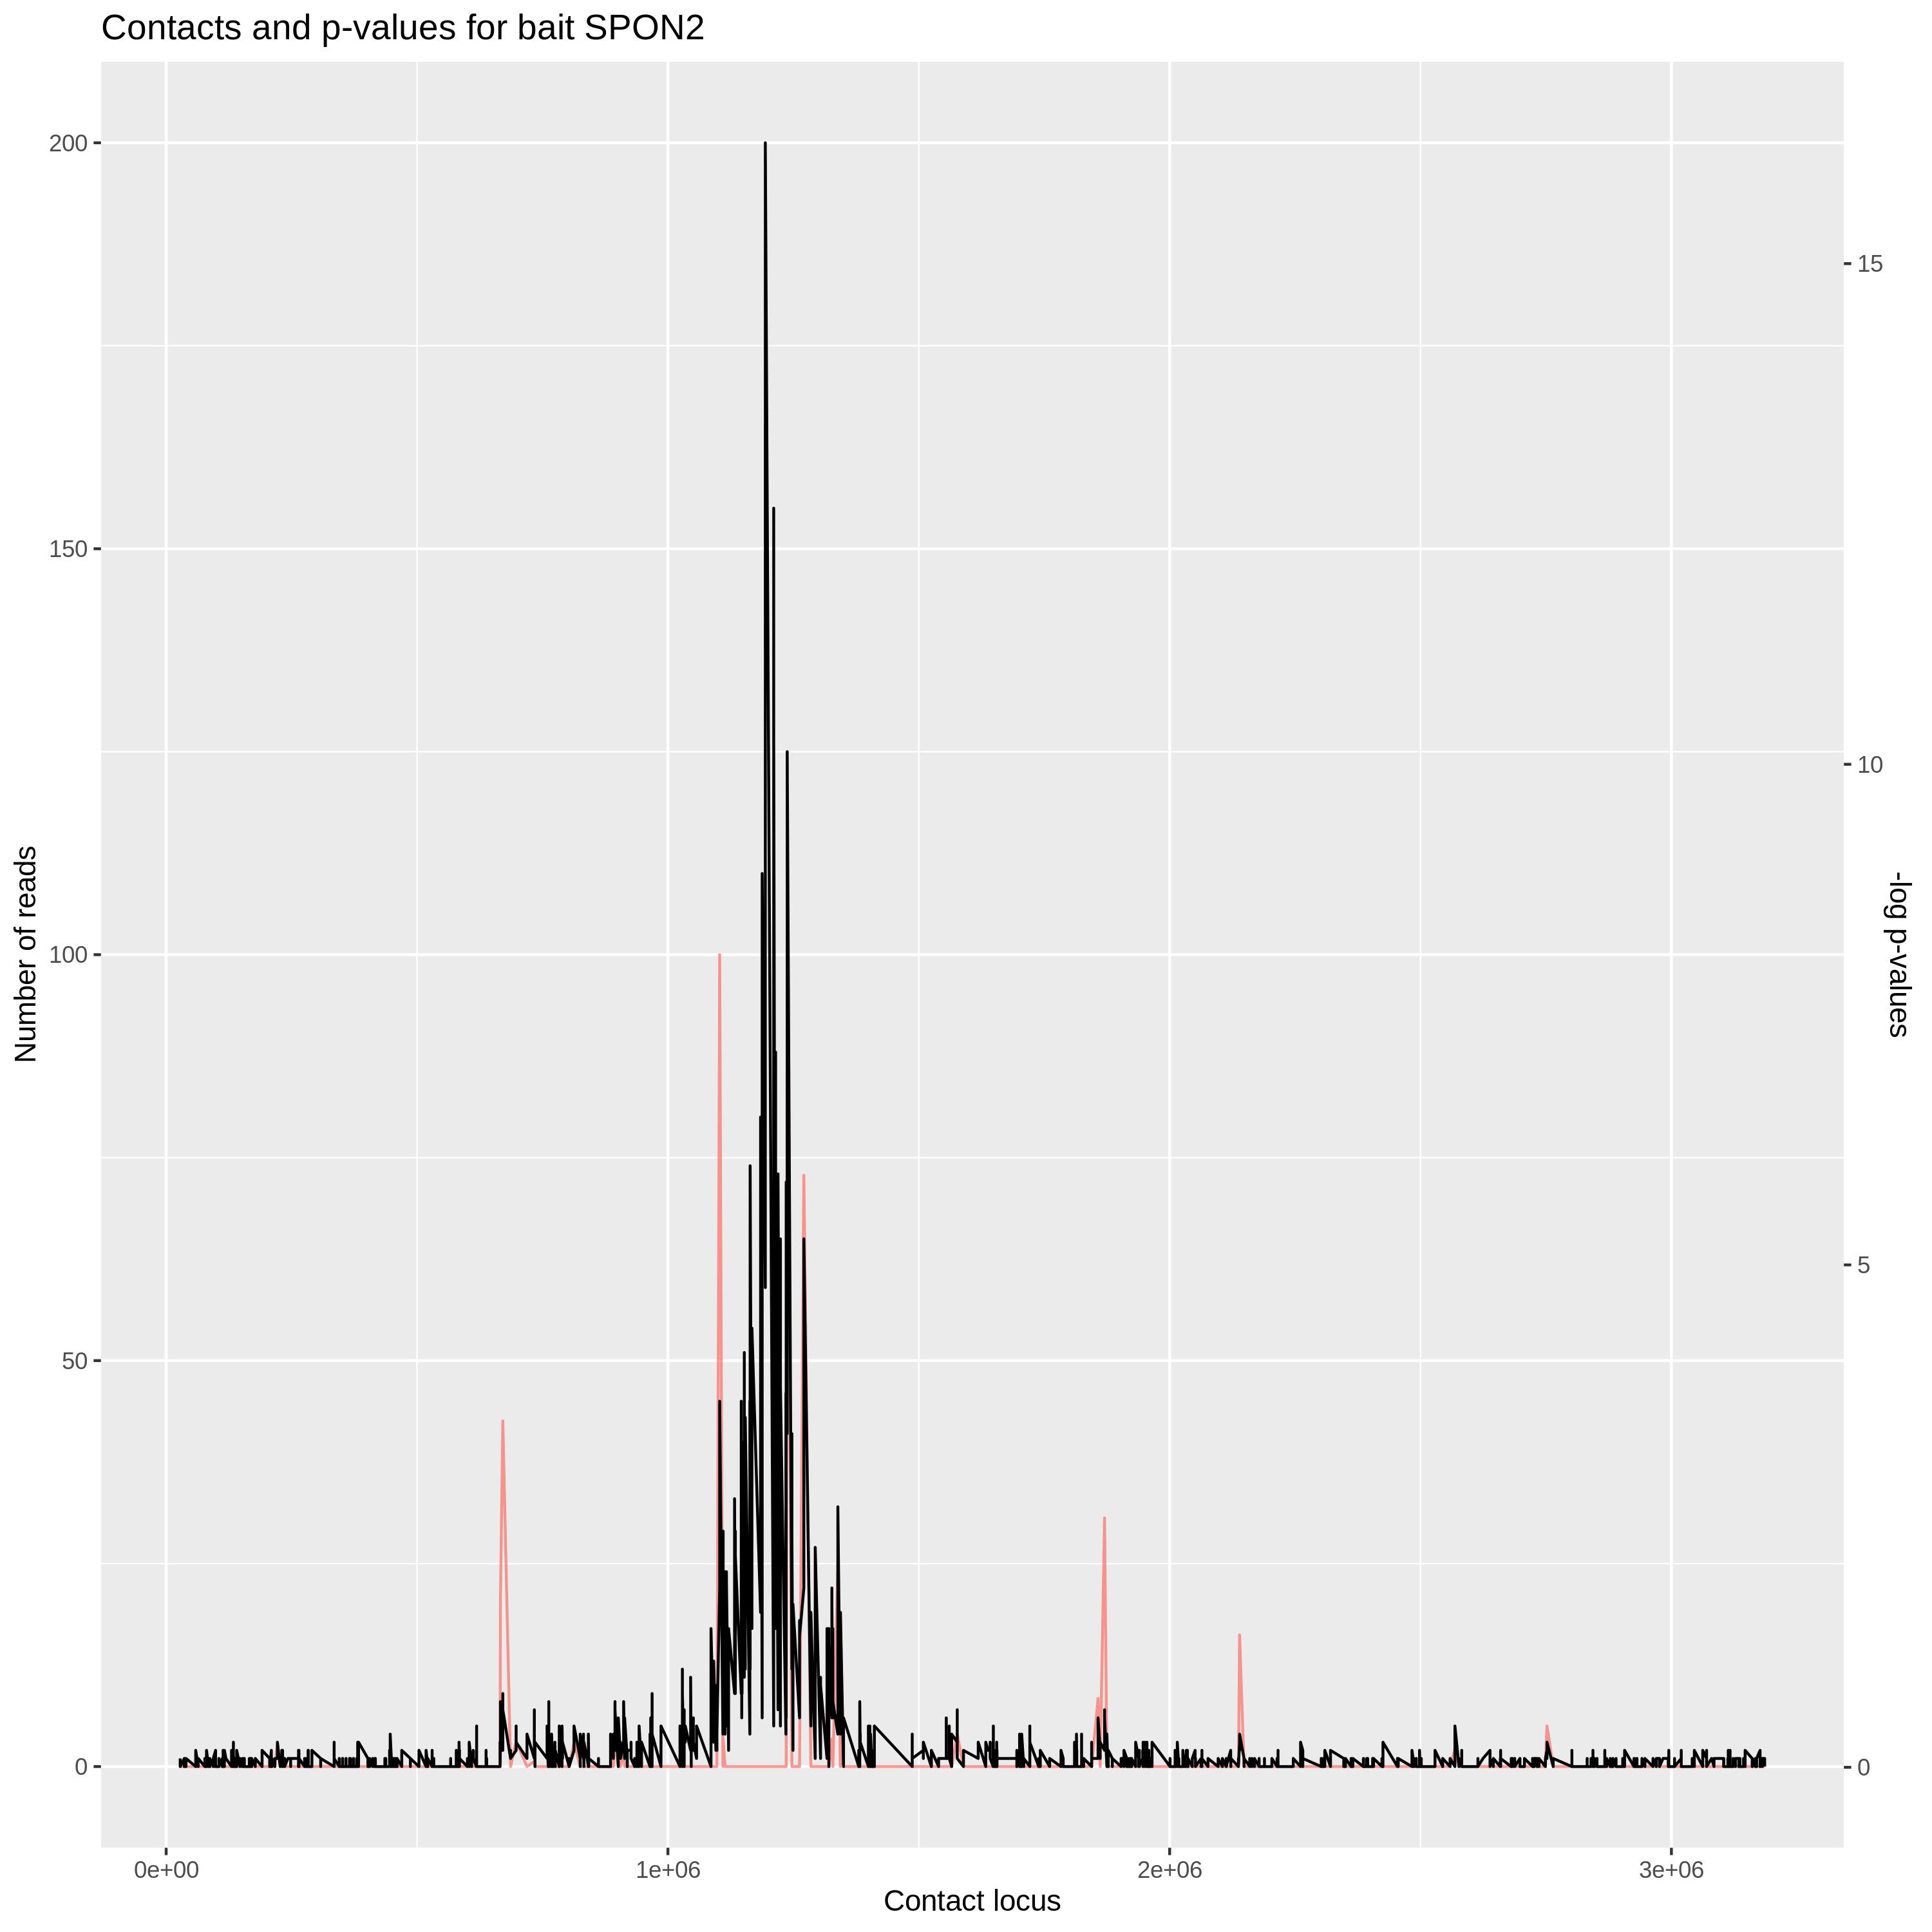 Contacts and p-values for bait SPON2
200
150
100
50
0
Number of reads
15
10
5
0
-log p-values
0e+00
1e+06
2e+06
3e+06
Contact locus